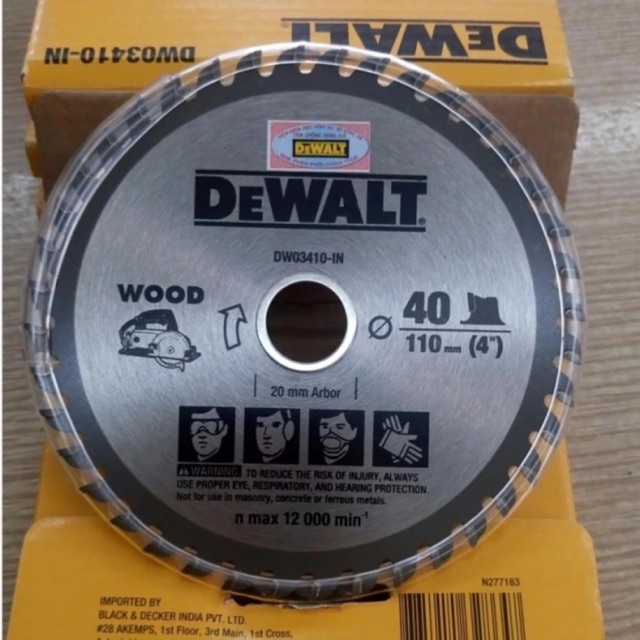 DEWALT
DW03410-IN
DEWALT
DEWALT
DW03410-IN
WOOD
40
110 mm (4")
20 mm Arbor
WARNING TO REDUCE THE RISK OF INJURY, ALWAYS
USE PROPER EYE, RESPIRATORY, AND HEARING PROTECTION.
Not for use in masonry, concrete or ferrous metals.
n max 12 000 min⁻¹
N277183
IMPORTED BY
BLACK & DECKER INDIA PVT. LTD.
#28 AKEMPS, 1st Floor, 3rd Main, 1st Cross,